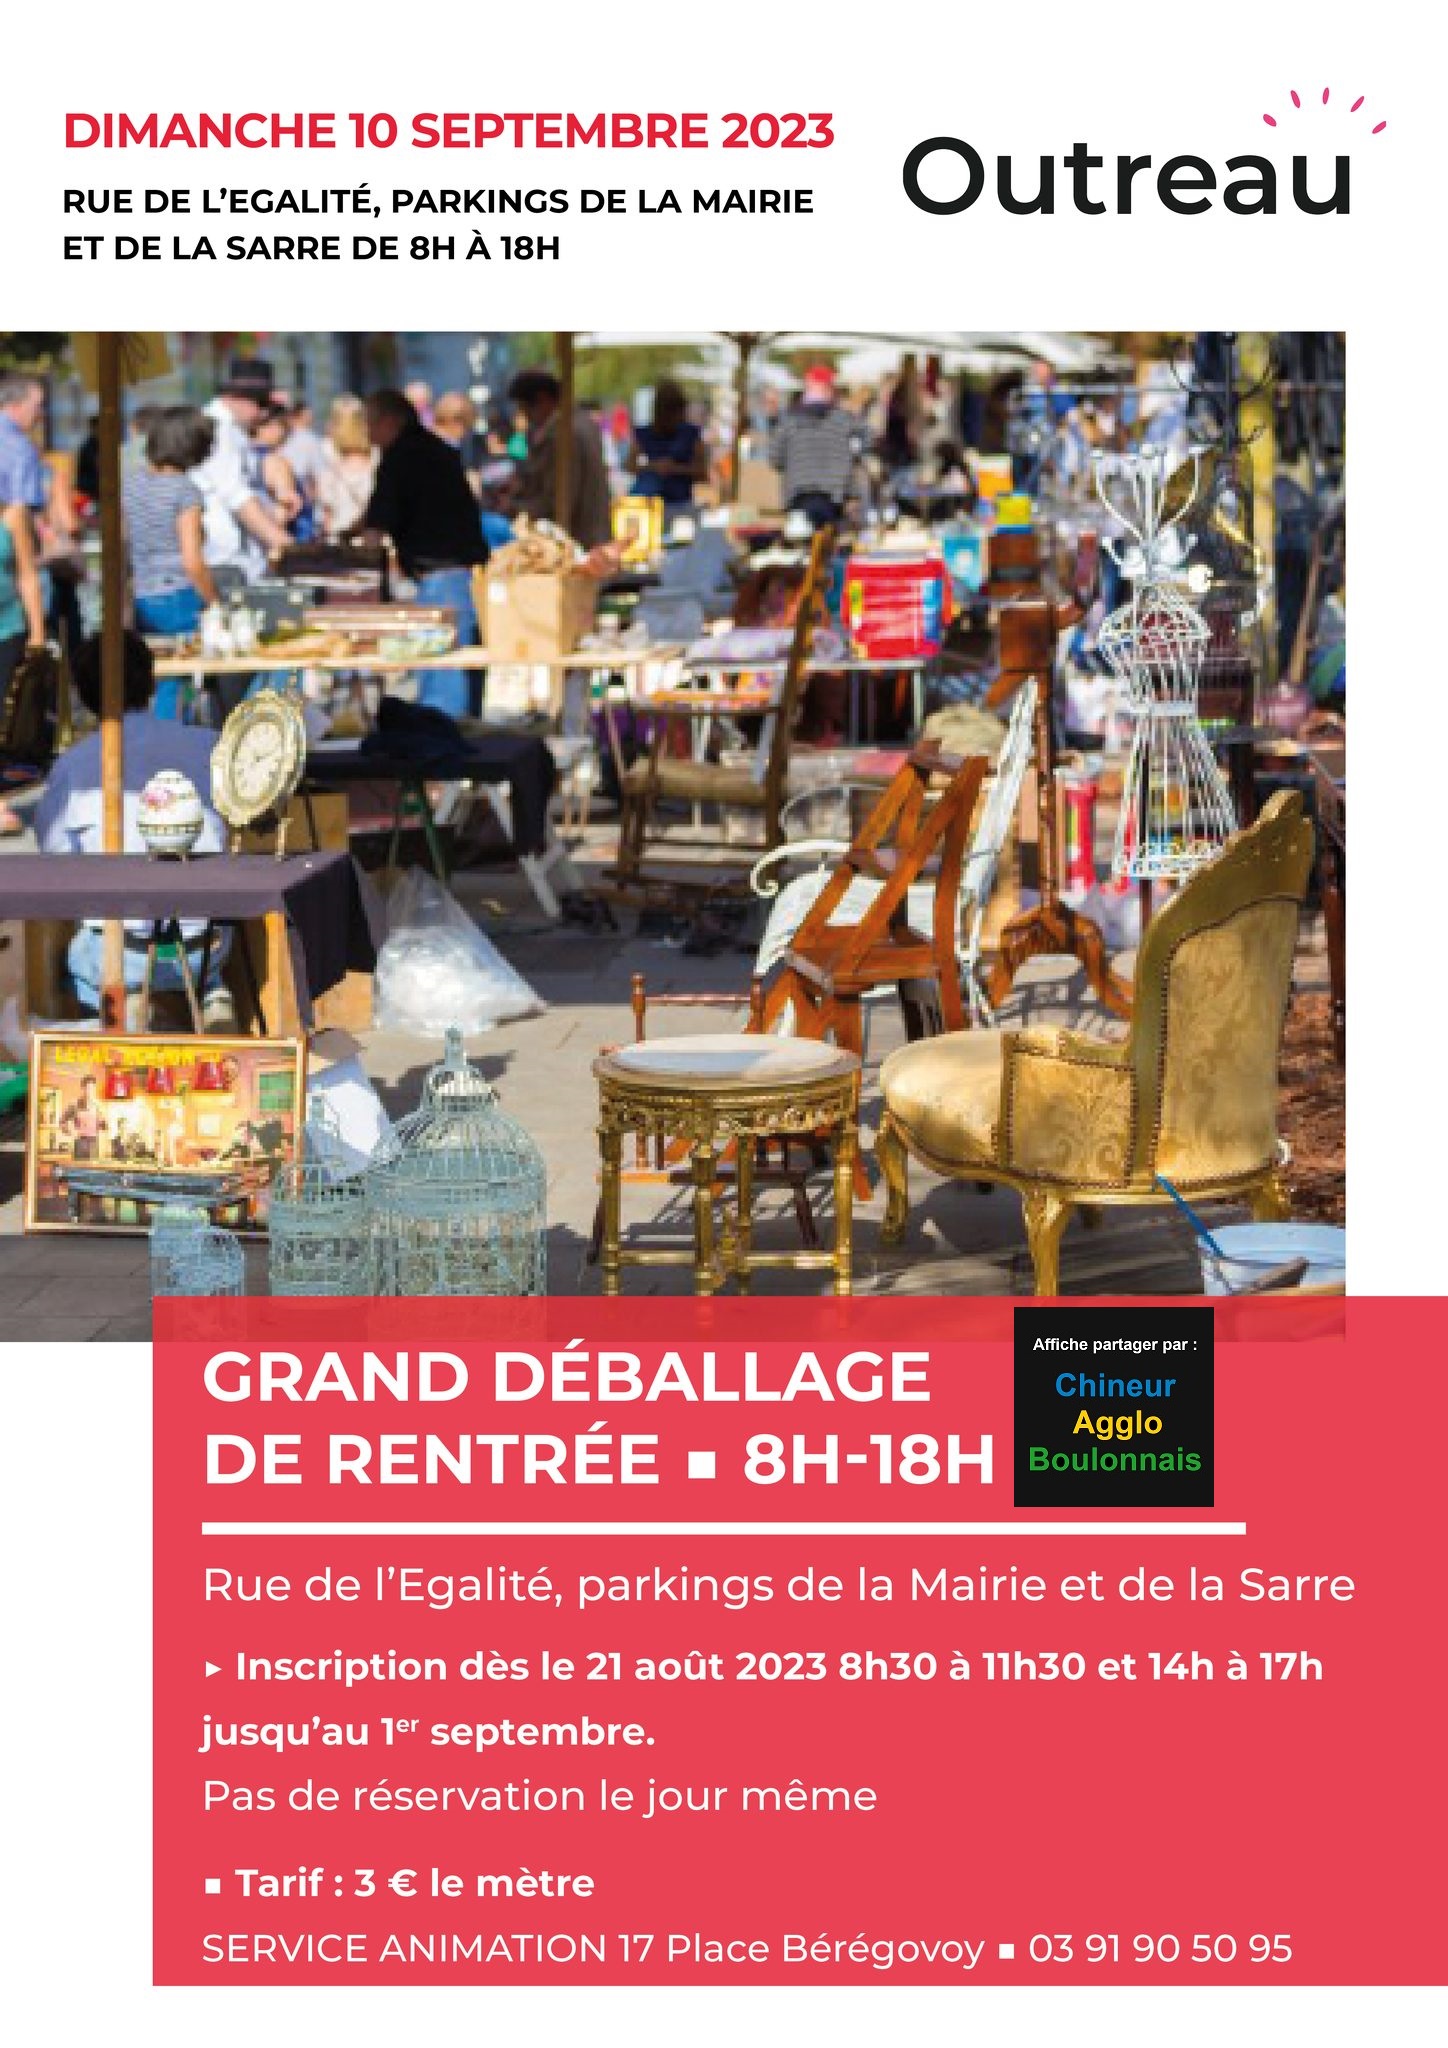 DIMANCHE 10 SEPTEMBRE 2023
RUE DE L'EGALITÉ, PARKINGS DE LA MAIRIE
ET DE LA SARRE DE 8H À 18H
Outreau
GRAND DÉBALLAGE
DE RENTRÉE ▪ 8H-18H
Affiche partager par :
Chineur
Agglo
Boulonnais
Rue de l'Egalité, parkings de la Mairie et de la Sarre
▸ Inscription dès le 21 août 2023 8h30 à 11h30 et 14h à 17h
jusqu'au 1er septembre.
Pas de réservation le jour même
▪ Tarif : 3 € le mètre
SERVICE ANIMATION 17 Place Bérégovoy ▪ 03 91 90 50 95